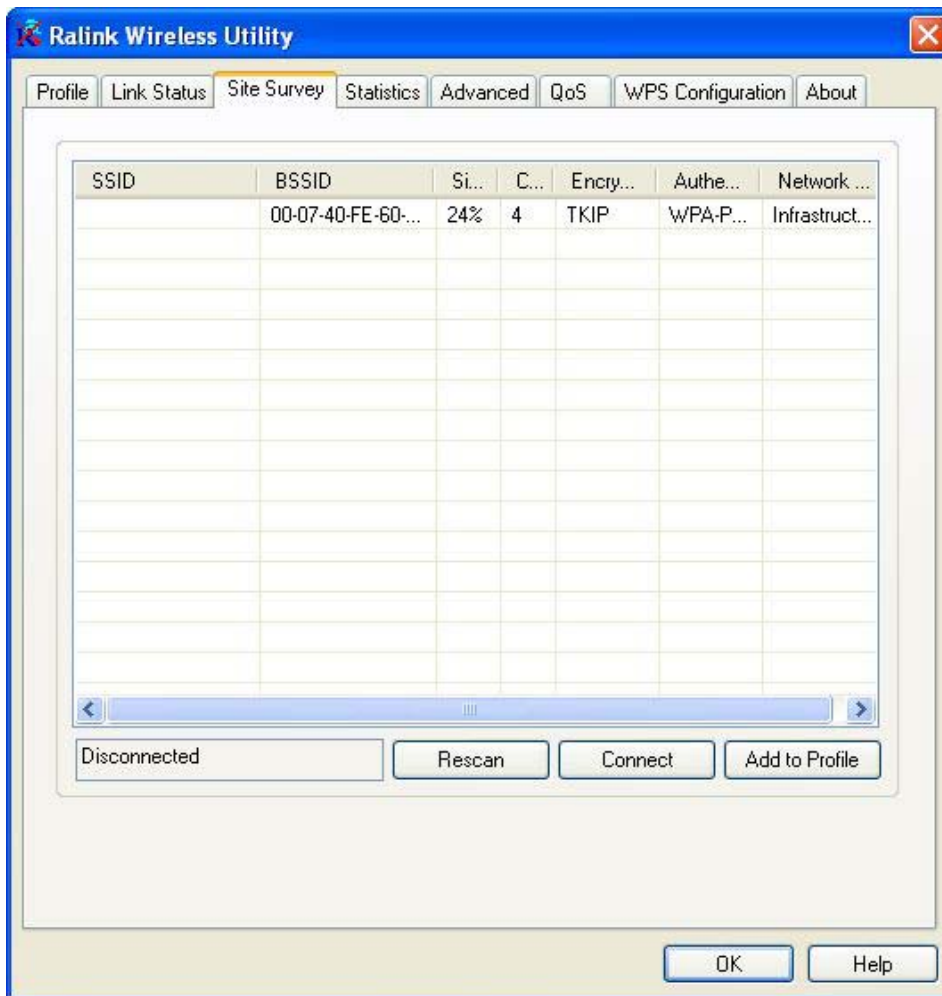 Ralink Wireless Utility
Profile Link Status Site Survey Statistics Advanced QoS WPS Configuration About
SSID BSSID Si... C... Encry... Authe... Network ...
00-07-40-FE-60-... 24% 4 TKIP WPA-P... Infrastruct...
Disconnected Rescan Connect Add to Profile
OK Help